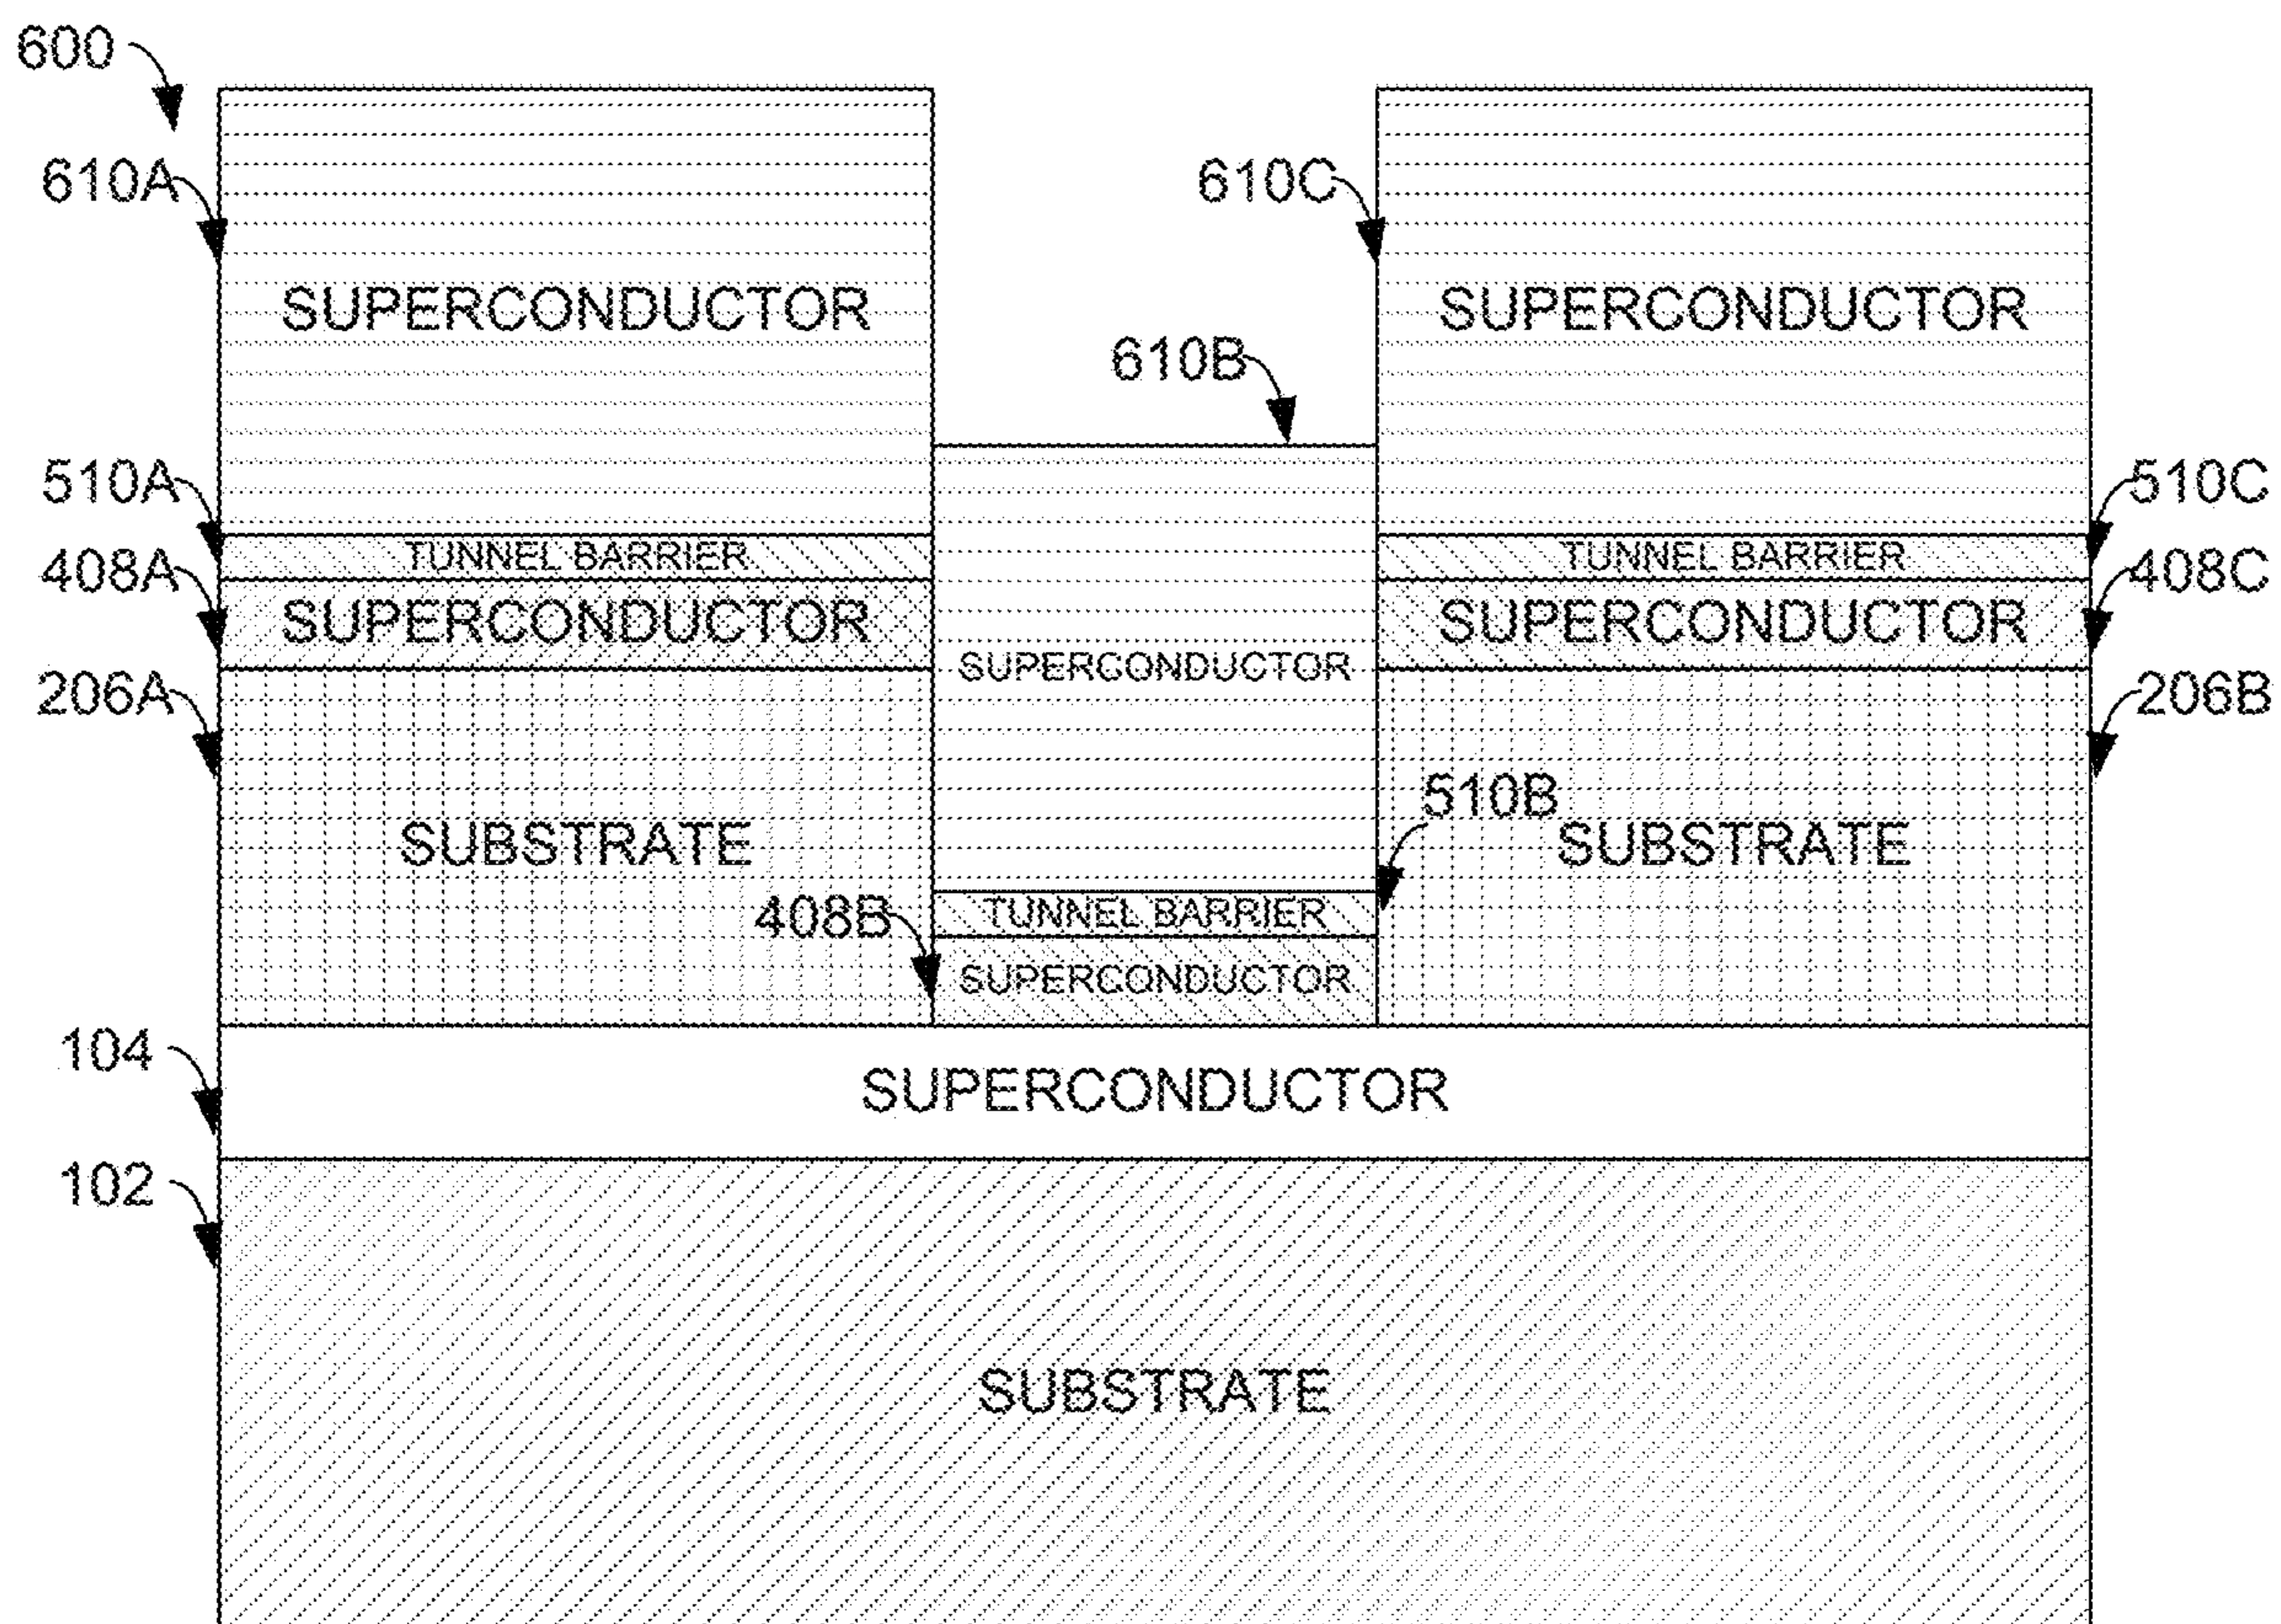 600
610A
610C
SUPERCONDUCTOR
SUPERCONDUCTOR
610B
510A
510C
TUNNEL BARRIER
TUNNEL BARRIER
408A
408C
SUPERCONDUCTOR
SUPERCONDUCTOR
SUPERCONDUCTOR
206A
206B
510B
SUBSTRATE
SUBSTRATE
408B
TUNNEL BARRIER
SUPERCONDUCTOR
104
SUPERCONDUCTOR
102
SUBSTRATE